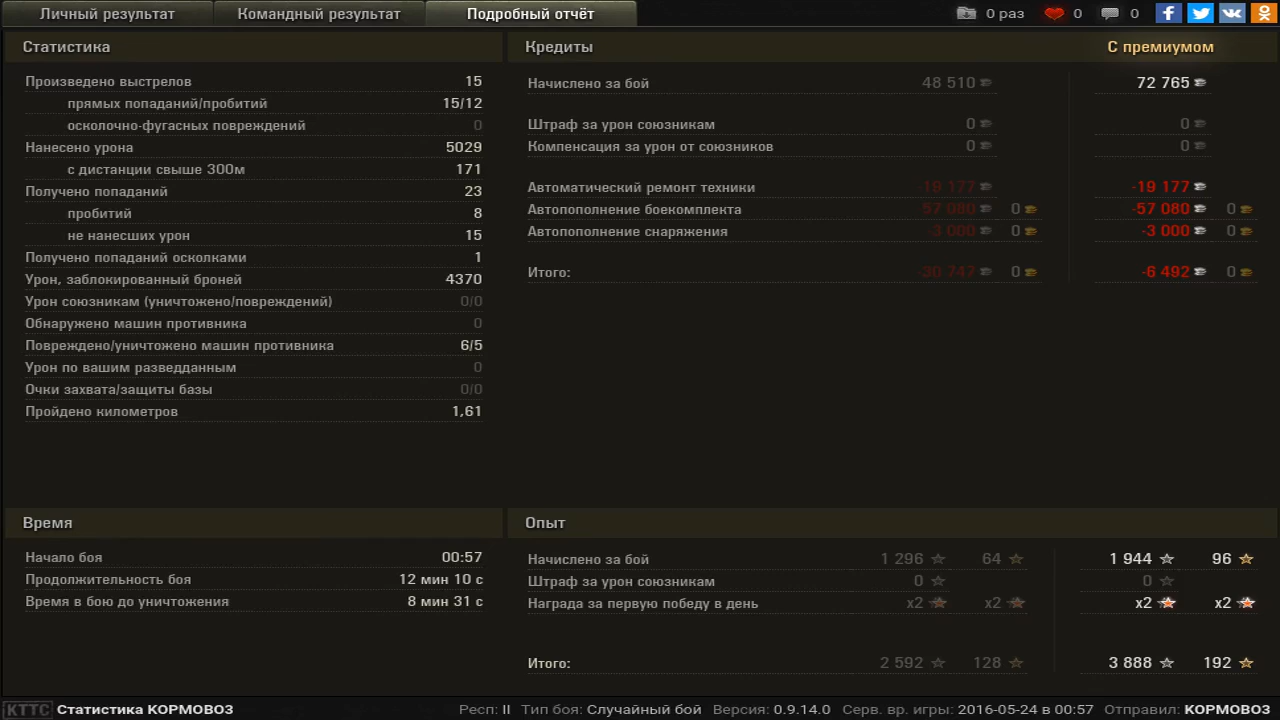 Личный результат Командный результат Подробный отчёт 0 раз 0 0
Статистика
Произведено выстрелов 15
прямых попаданий/пробитий 15/12
осколочно-фугасных повреждений 0
Нанесено урона 5029
с дистанции свыше 300м 171
Получено попаданий 23
пробитий 8
не нанесших урон 15
Получено попаданий осколками 1
Урон, заблокированный броней 4370
Урон союзникам (уничтожено/повреждений) 0/0
Обнаружено машин противника 0
Повреждено/уничтожено машин противника 6/5
Урон по вашим разведданным 0
Очки захвата/защиты базы 0/0
Пройдено километров 1,61
Кредиты С премиумом
Начислено за бой 48 510 72 765
Штраф за урон союзникам 0 0
Компенсация за урон от союзников 0 0
Автоматический ремонт техники -19 177 -19 177
Автопополнение боекомплекта -57 080 0 -57 080 0
Автопополнение снаряжения -3 000 0 -3 000 0
Итого: -30 747 0 -6 492 0
Время
Начало боя 00:57
Продолжительность боя 12 мин 10 с
Время в бою до уничтожения 8 мин 31 с
Опыт
Начислено за бой 1 296 64 1 944 96
Штраф за урон союзникам 0 0
Награда за первую победу в день x2 x2 x2 x2
Итого: 2 592 128 3 888 192
КТТС Статистика КОРМОВОЗ Респ: II Тип боя: Случайный бой Версия: 0.9.14.0 Серв. вр. игры: 2016-05-24 в 00:57 Отправил: КОРМОВОЗ